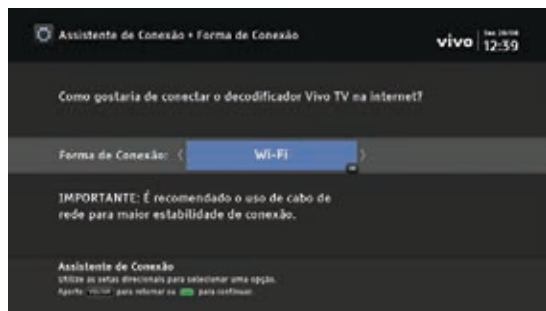 Assistente de Conexão • Forma de Conexão
vivo
12:39
Como gostaria de conectar o decodificador Vivo TV na internet?
Forma de Conexão: Wi-Fi
IMPORTANTE: É recomendado o uso de cabo de
rede para maior estabilidade de conexão.
Assistente de Conexão
Utilize as setas direcionais para selecionar uma opção.
Aperte VOLTAR para retornar ou para continuar.